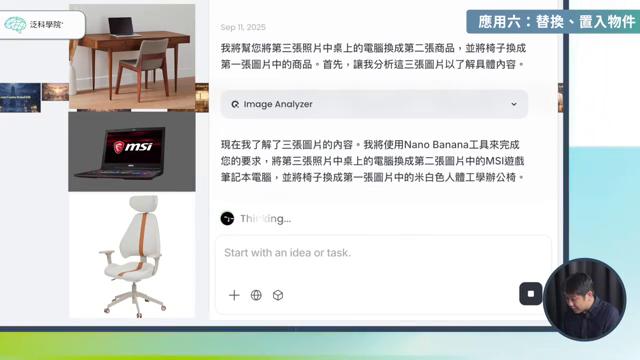 泛科學院
應用六：替換、置入物件
Sep 11, 2025
我將幫您將第三張照片中桌上的電腦換成第二張商品，並將椅子換成
第一張圖片中的商品。首先，讓我分析這三張圖片以了解具體內容。
Image Analyzer
現在我了解了三張圖片的內容。我將使用Nano Banana工具來完成
您的要求，將第三張照片中桌上的電腦換成第二張圖片中的MSI遊戲
筆記本電腦，並將椅子換成第一張圖片中的米白色人體工學辦公椅。
Thinking...
Start with an idea or task.
msi